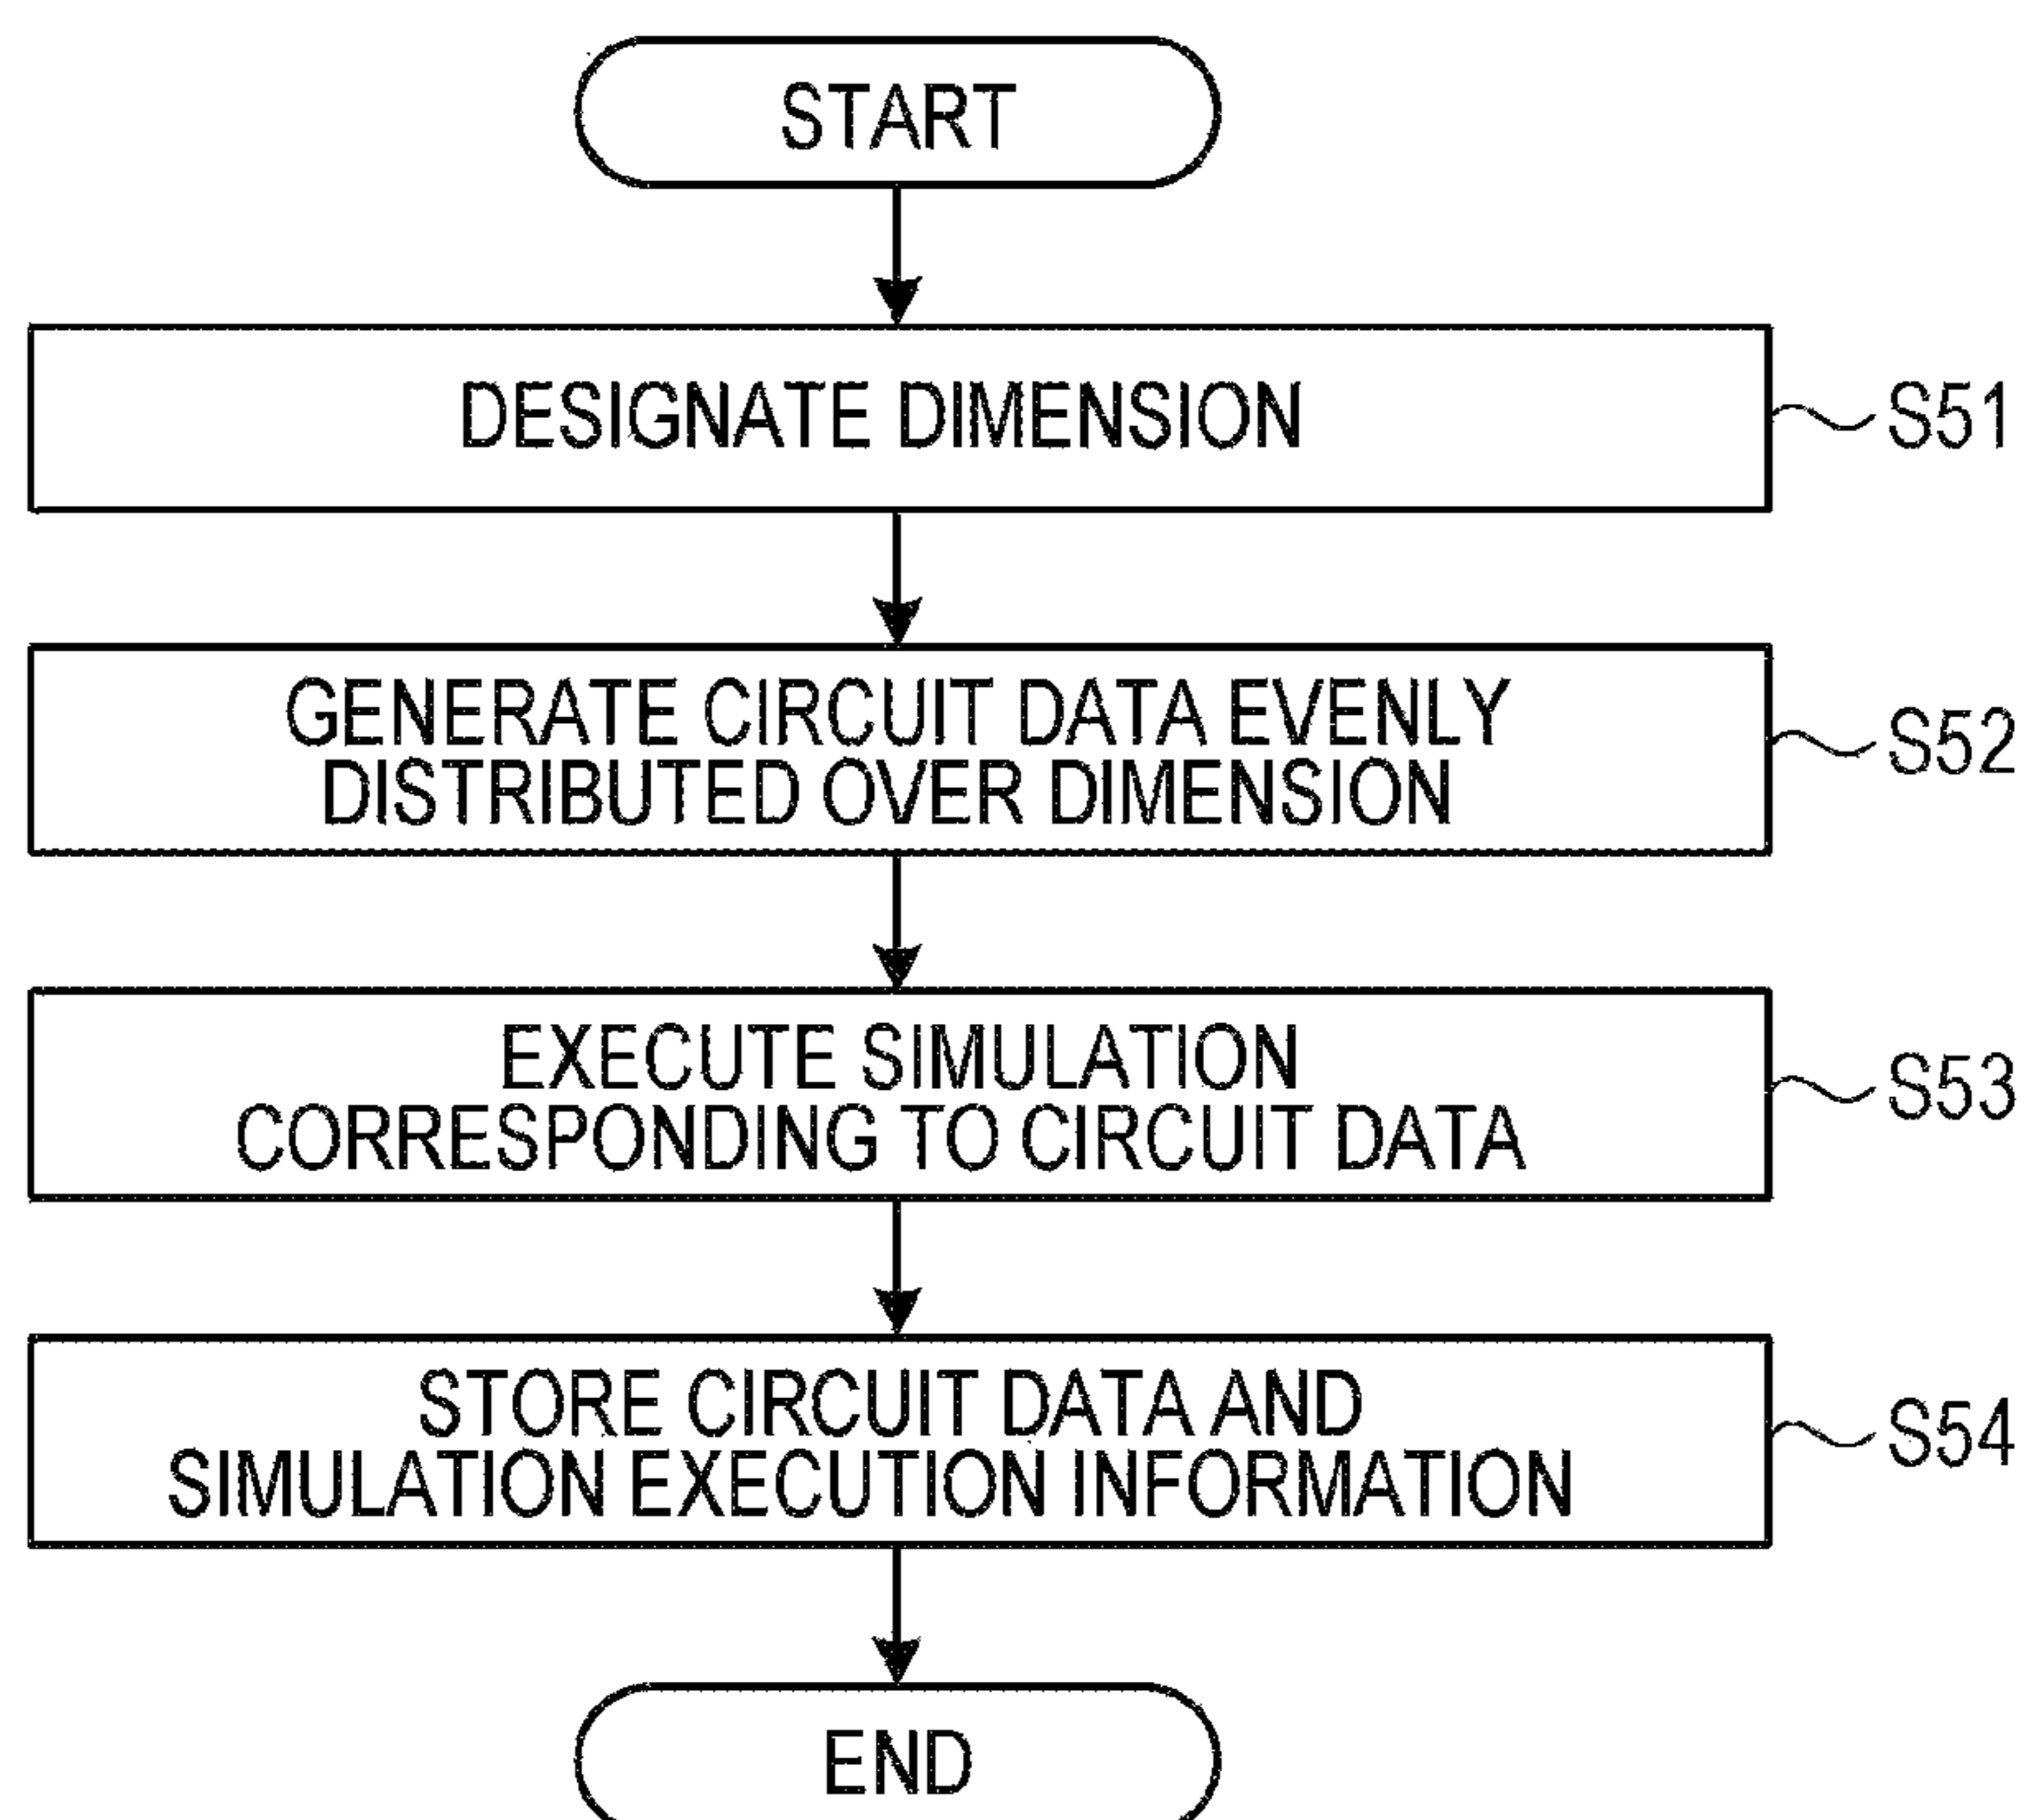 START
DESIGNATE DIMENSION
S51
GENERATE CIRCUIT DATA EVENLY
DISTRIBUTED OVER DIMENSION
S52
EXECUTE SIMULATION
CORRESPONDING TO CIRCUIT DATA
S53
STORE CIRCUIT DATA AND
SIMULATION EXECUTION INFORMATION
S54
END